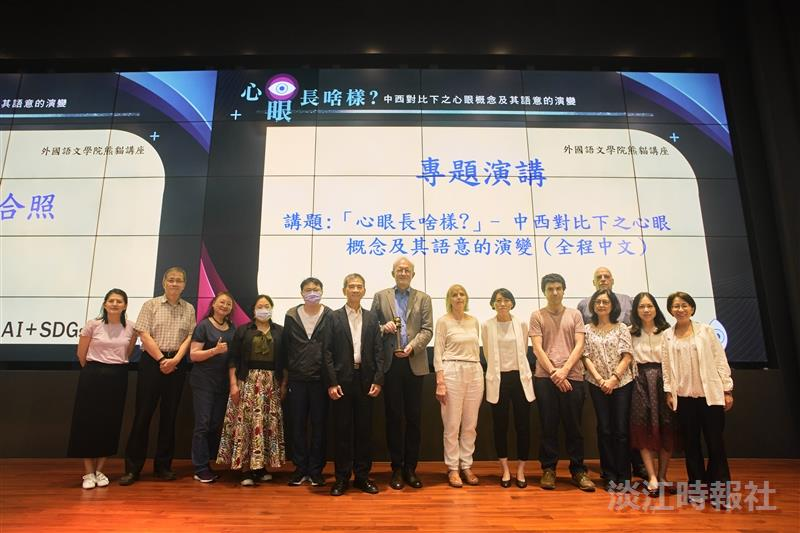 其語意的演變
外國語文學院熊貓講座
合照
AI+SDGs
心眼長啥樣？中西對比下之心眼概念及其語意的演變
外國語文學院熊貓講座
專題演講
講題:「心眼長啥樣?」- 中西對比下之心眼
概念及其語意的演變(全程中文)
淡江時報社